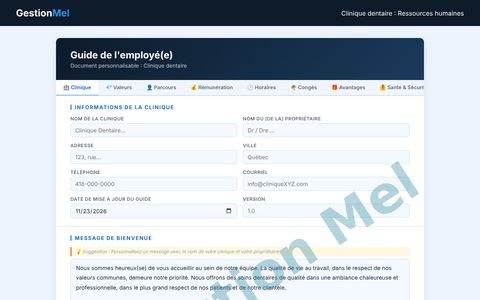 GestionMel
Clinique dentaire : Ressources humaines
Guide de l'employé(e)
Document personnalisable : Clinique dentaire
Clinique
Valeurs
Parcours
Rémunération
Horaires
Congés
Avantages
Santé & Sécurit
INFORMATIONS DE LA CLINIQUE
NOM DE LA CLINIQUE
NOM DU (DE LA) PROPRIÉTAIRE
Clinique Dentaire...
Dr / Dre ...
ADRESSE
VILLE
123, rue...
Québec
TÉLÉPHONE
COURRIEL
418-000-0000
info@cliniqueXYZ.com
DATE DE MISE À JOUR DU GUIDE
VERSION
11/23/2026
1.0
MESSAGE DE BIENVENUE
Suggestion : Personnalisez ce message avec le nom de votre clinique et votre propriétaire
Nous sommes heureux(se) de vous accueillir au sein de notre équipe. La qualité de vie au travail, dans le respect de nos
valeurs communes, demeure notre priorité. Nous offrons des soins dentaires de qualité dans une ambiance chaleureuse et
professionnelle, dans le plus grand respect de nos patients et de notre clientèle.
stion Mel